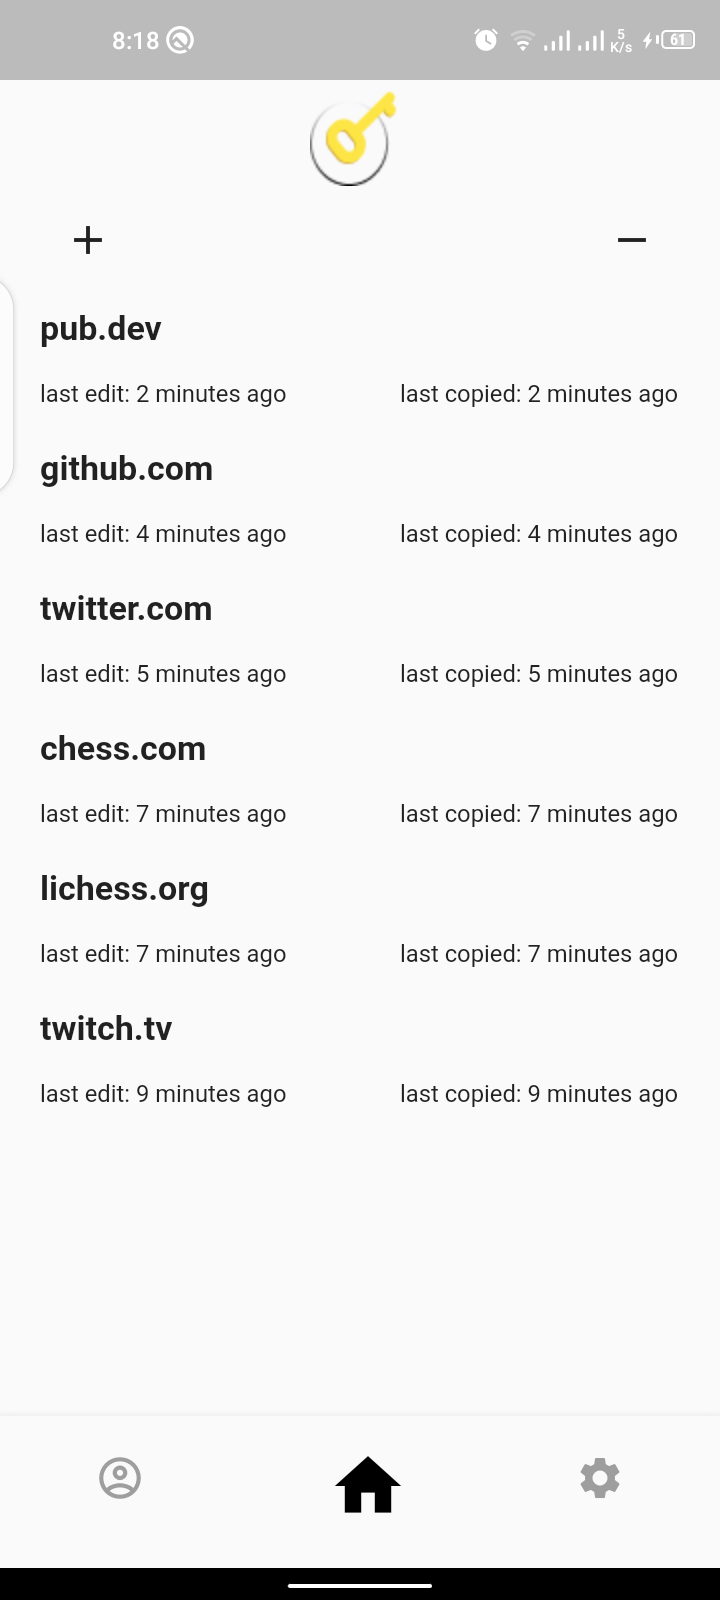 8:18
5
K/s
61
pub.dev
last edit: 2 minutes ago last copied: 2 minutes ago
github.com
last edit: 4 minutes ago last copied: 4 minutes ago
twitter.com
last edit: 5 minutes ago last copied: 5 minutes ago
chess.com
last edit: 7 minutes ago last copied: 7 minutes ago
lichess.org
last edit: 7 minutes ago last copied: 7 minutes ago
twitch.tv
last edit: 9 minutes ago last copied: 9 minutes ago